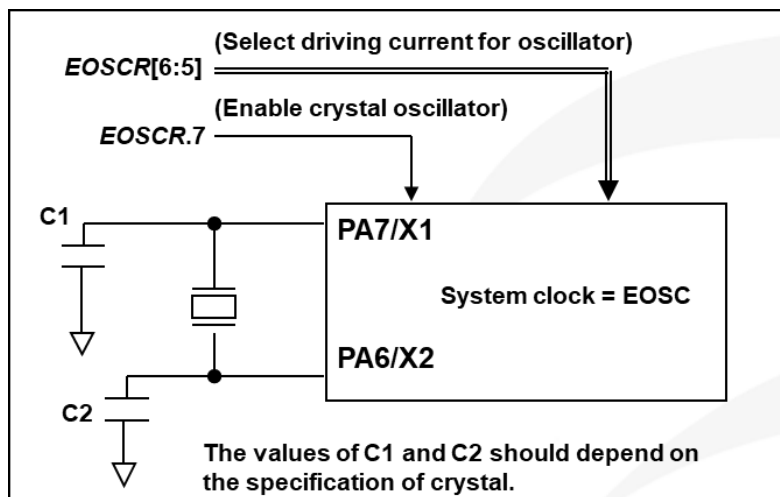 (Select driving current for oscillator)
EOSCR[6:5]
(Enable crystal oscillator)
EOSCR.7
C1
PA7/X1
System clock = EOSC
PA6/X2
C2
The values of C1 and C2 should depend on
the specification of crystal.